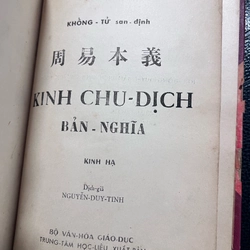 KHỔNG - TỬ san-định
周易本義
KINH CHU-DỊCH
BẢN - NGHĨA
KINH HẠ
Dịch-giả
NGUYỄN-DUY-TINH
BỘ VĂN-HÓA GIÁO-DỤC
TRUNG-TÂM HỌC-LIỆU XUẤT